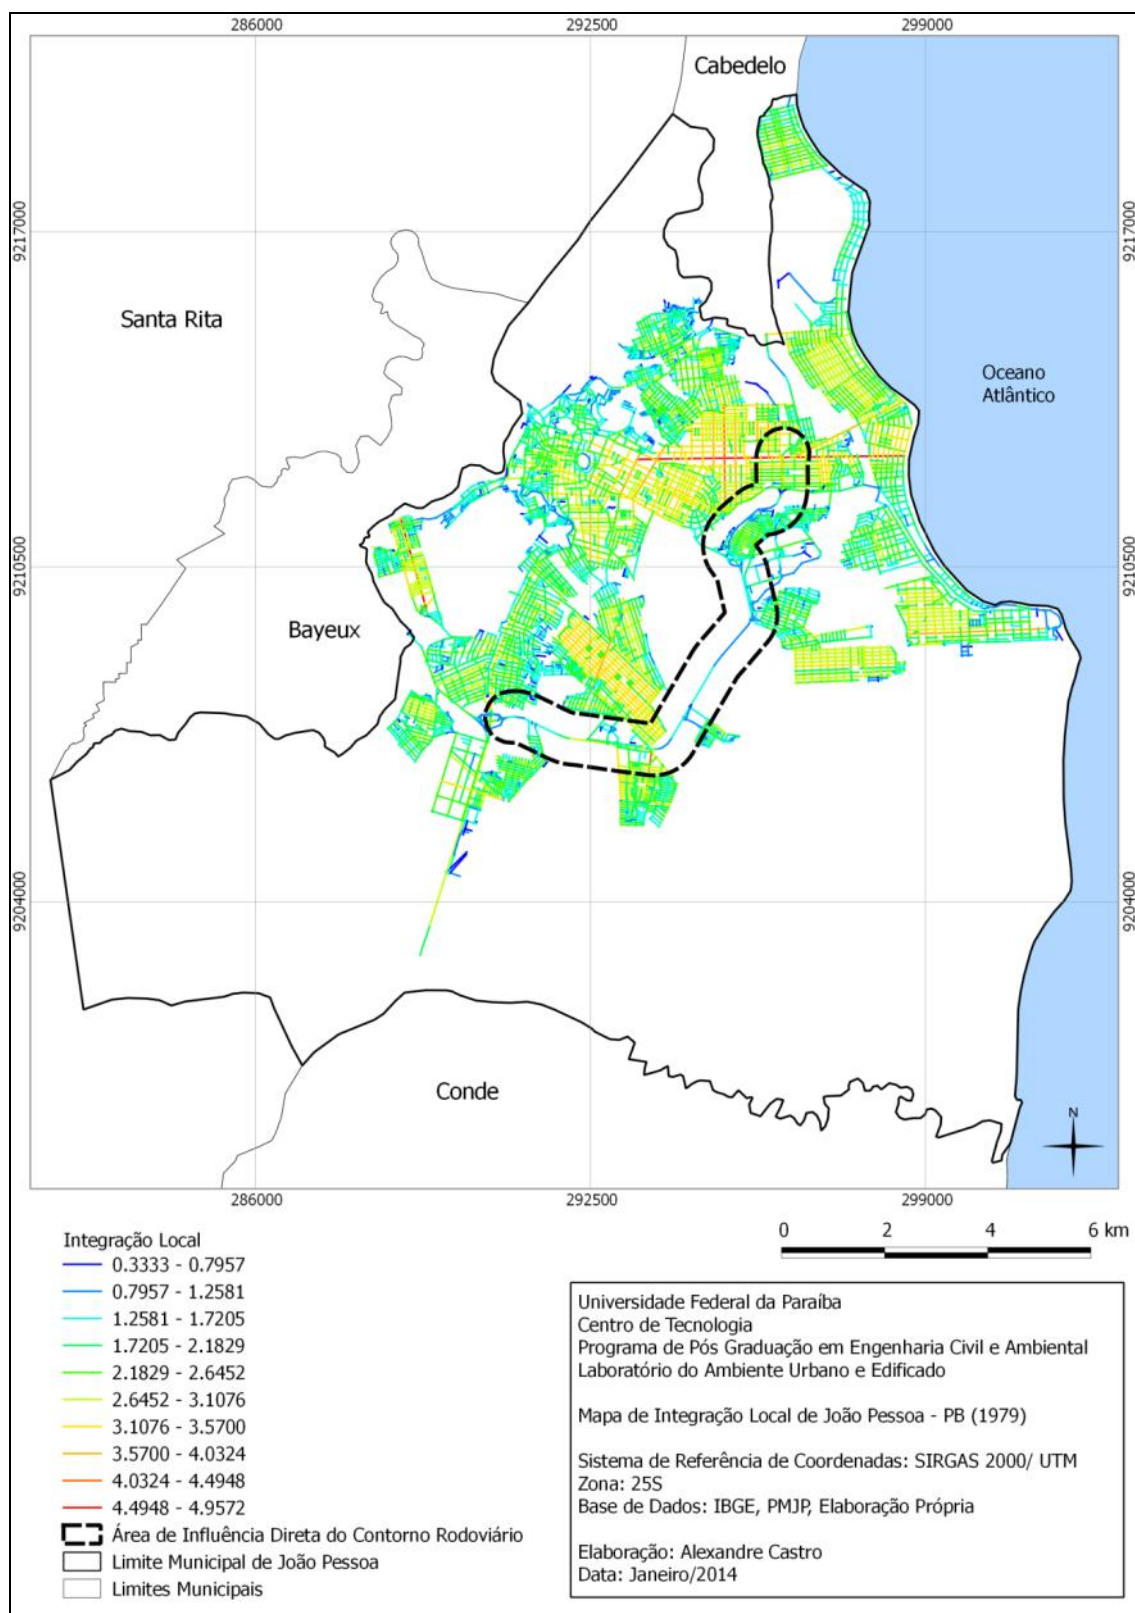 286000
292500
299000
Cabedelo
9217000
9217000
Santa Rita
Oceano
Atlântico
9210500
9210500
Bayeux
9204000
9204000
Conde
N
286000
292500
299000
0 2 4 6 km
Integração Local
0.3333 - 0.7957
0.7957 - 1.2581
1.2581 - 1.7205
1.7205 - 2.1829
2.1829 - 2.6452
2.6452 - 3.1076
3.1076 - 3.5700
3.5700 - 4.0324
4.0324 - 4.4948
4.4948 - 4.9572
Área de Influência Direta do Contorno Rodoviário
Limite Municipal de João Pessoa
Limites Municipais
Universidade Federal da Paraíba
Centro de Tecnologia
Programa de Pós Graduação em Engenharia Civil e Ambiental
Laboratório do Ambiente Urbano e Edificado
Mapa de Integração Local de João Pessoa - PB (1979)
Sistema de Referência de Coordenadas: SIRGAS 2000/ UTM
Zona: 25S
Base de Dados: IBGE, PMJP, Elaboração Própria
Elaboração: Alexandre Castro
Data: Janeiro/2014